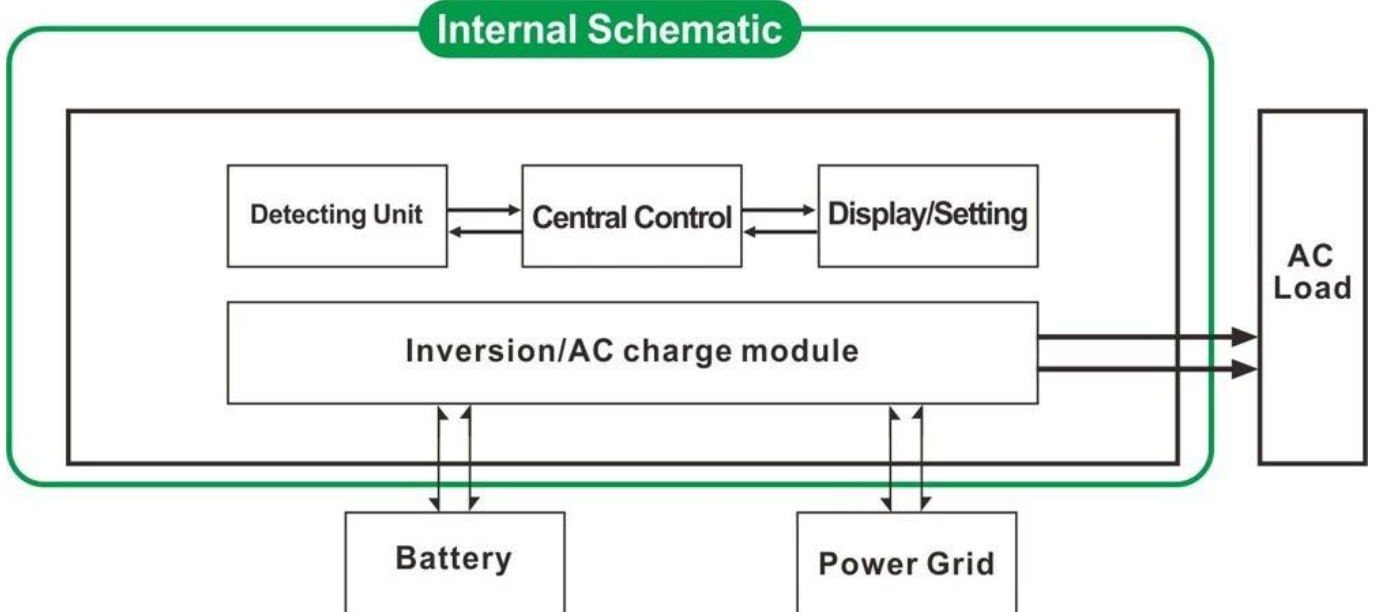 Internal Schematic
Detecting Unit
Central Control
Display/Setting
AC
Load
Inversion/AC charge module
Battery
Power Grid